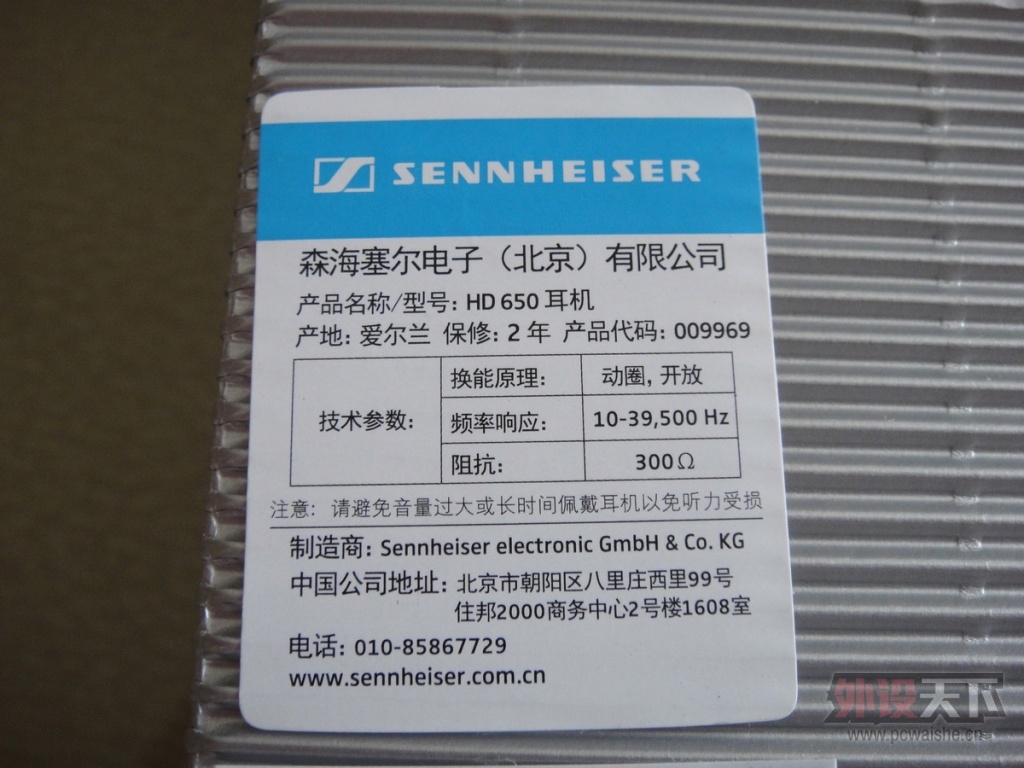 SENNHEISER
森海塞尔电子（北京）有限公司
产品名称/型号: HD 650 耳机
产地: 爱尔兰 保修: 2 年 产品代码: 009969
技术参数:
换能原理: 动圈, 开放
频率响应: 10-39,500 Hz
阻抗: 300Ω
注意: 请避免音量过大或长时间佩戴耳机以免听力受损
制造商: Sennheiser electronic GmbH & Co. KG
中国公司地址: 北京市朝阳区八里庄西里99号
住邦2000商务中心2号楼1608室
电话: 010-85867729
www.sennheiser.com.cn
外设天下
www.pcwaishe.cn